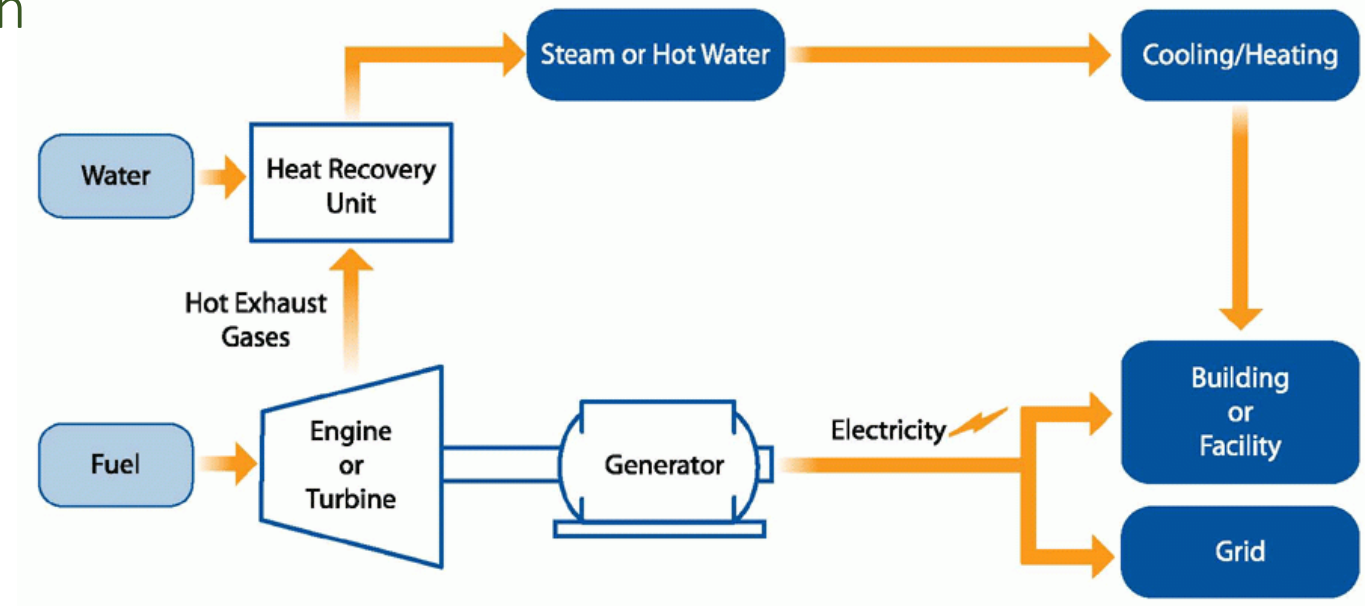 n
Steam or Hot Water
Cooling/Heating
Water
Heat Recovery
Unit
Hot Exhaust
Gases
Fuel
Engine
or
Turbine
Generator
Electricity
Building
or
Facility
Grid